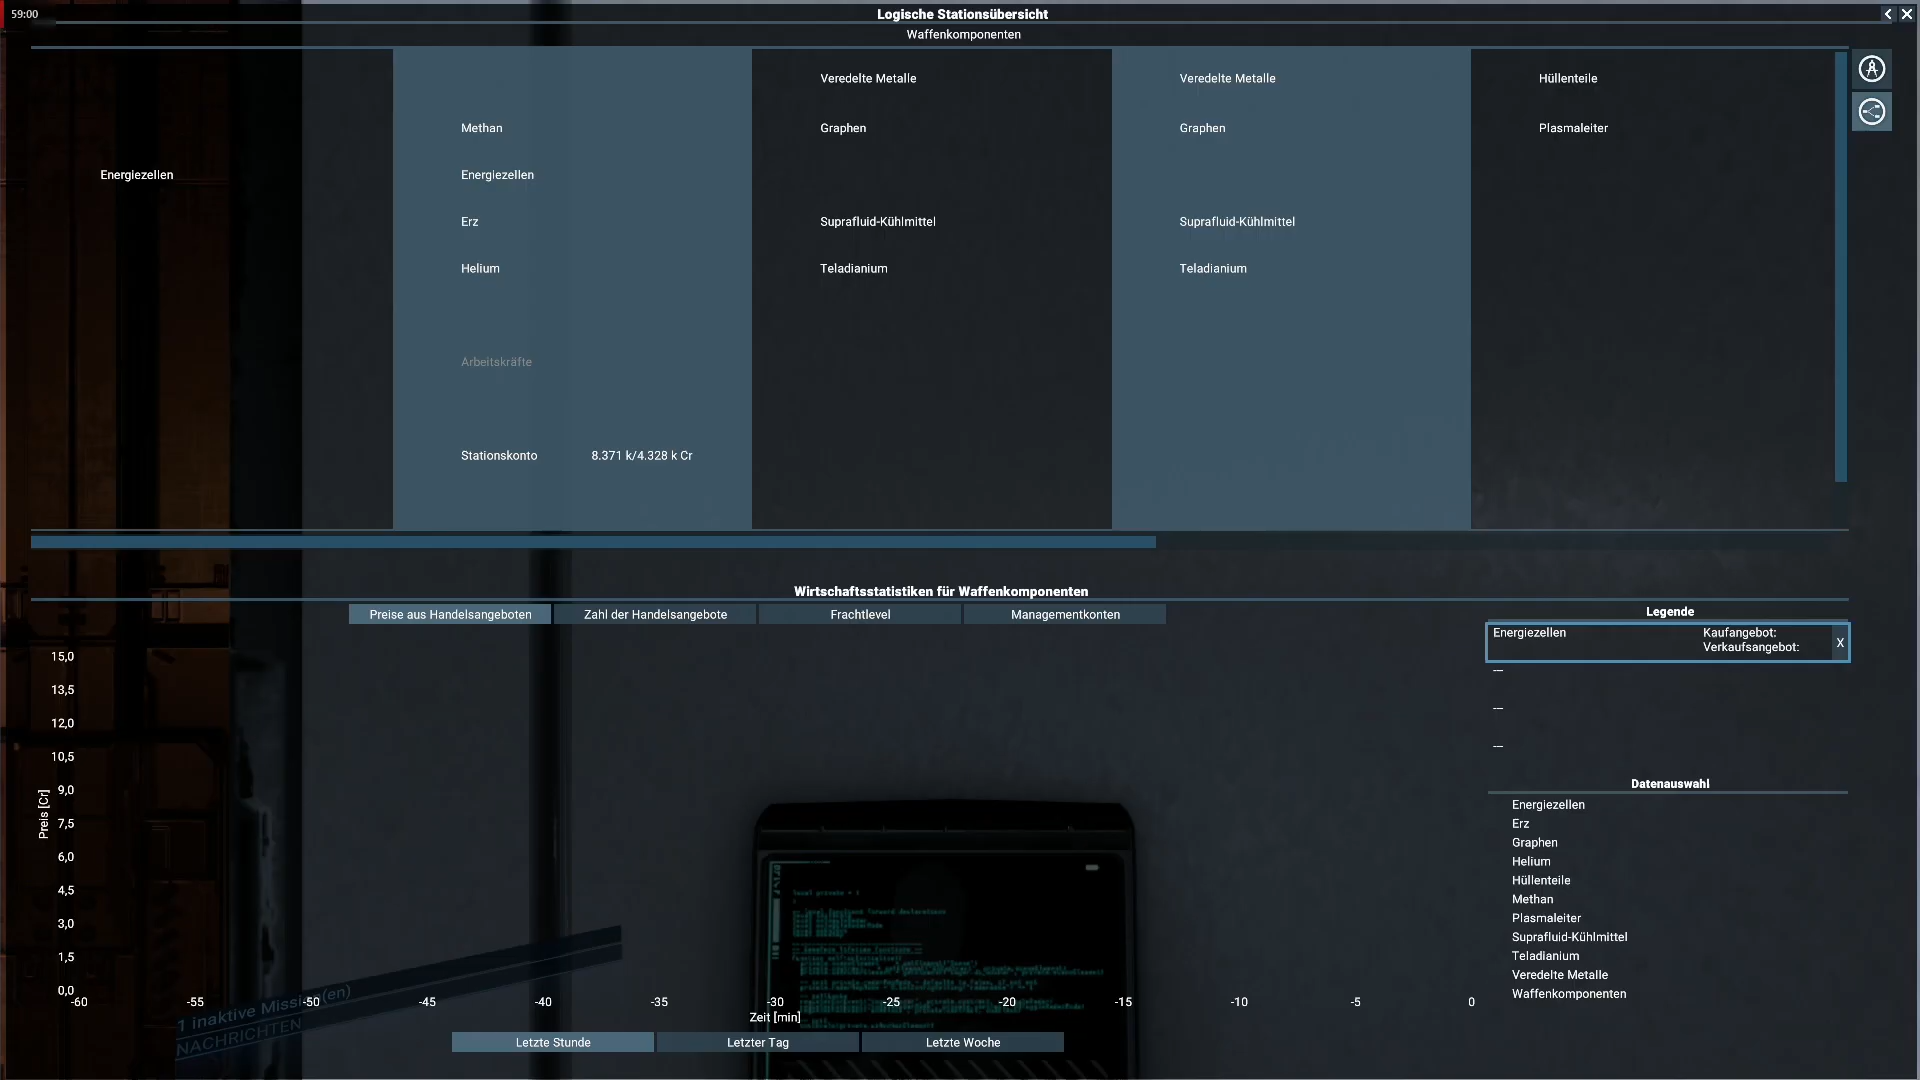 59:00
Logische Stationsübersicht
Waffenkomponenten
Veredelte Metalle
Veredelte Metalle
Hüllenteile
Methan
Graphen
Graphen
Plasmaleiter
Energiezellen
Energiezellen
Erz
Suprafluid-Kühlmittel
Suprafluid-Kühlmittel
Helium
Teladianium
Teladianium
Arbeitskräfte
Stationskonto 8.371 k/4.328 k Cr
Wirtschaftsstatistiken für Waffenkomponenten
Preise aus Handelsangeboten
Zahl der Handelsangebote
Frachtlevel
Managementkonten
Legende
Energiezellen
Kaufangebot:
Verkaufsangebot:
X
---
---
---
Datenauswahl
Energiezellen
Erz
Graphen
Helium
Hüllenteile
Methan
Plasmaleiter
Suprafluid-Kühlmittel
Teladianium
Veredelte Metalle
Waffenkomponenten
Preis [Cr]
15,0
13,5
12,0
10,5
9,0
7,5
6,0
4,5
3,0
1,5
0,0
-60 -55 -50 -45 -40 -35 -30 -25 -20 -15 -10 -5 0
Zeit [min]
1 inaktive Mission(en)
NACHRICHTEN
Letzte Stunde
Letzter Tag
Letzte Woche